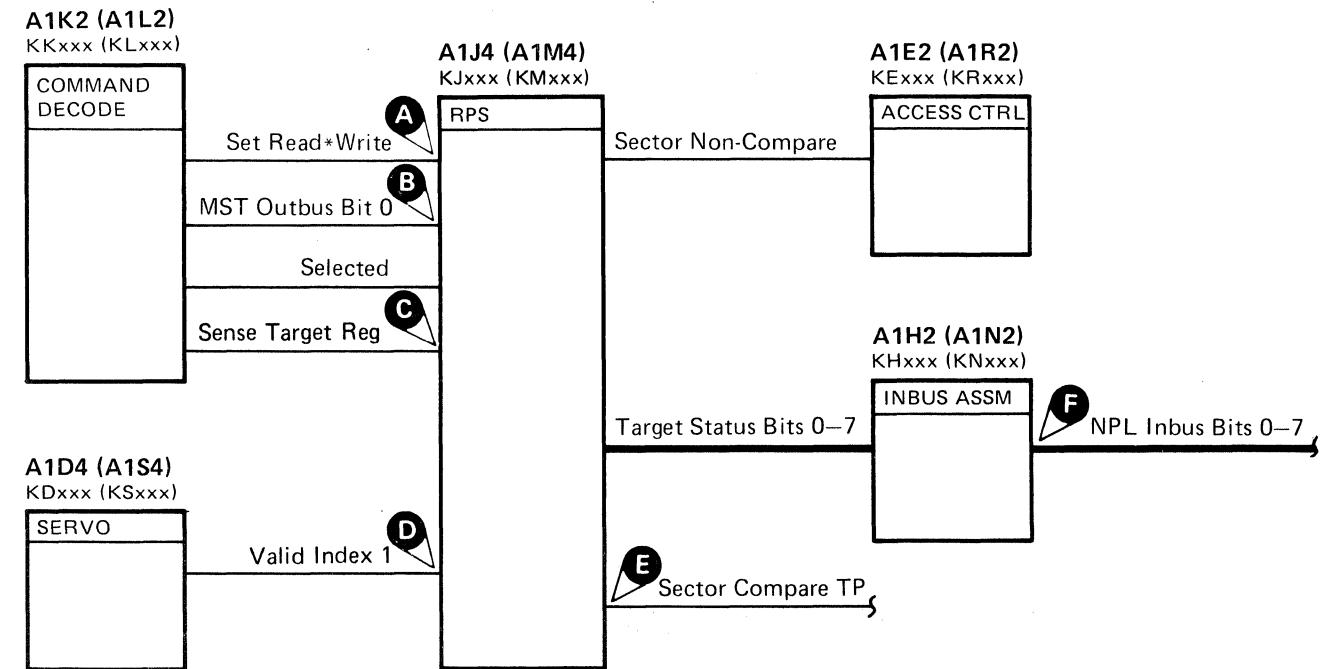 A1K2 (A1L2)
KKxxx (KLxxx)
COMMAND
DECODE
Set Read*Write
MST Outbus Bit 0
Selected
Sense Target Reg
A
B
C
A1J4 (A1M4)
KJxxx (KMxxx)
RPS
Sector Non-Compare
A1E2 (A1R2)
KExxx (KRxxx)
ACCESS CTRL
A1H2 (A1N2)
KHxxx (KNxxx)
INBUS ASSM
Target Status Bits 0–7
F
NPL Inbus Bits 0–7
A1D4 (A1S4)
KDxxx (KSxxx)
SERVO
D
Valid Index 1
E
Sector Compare TP